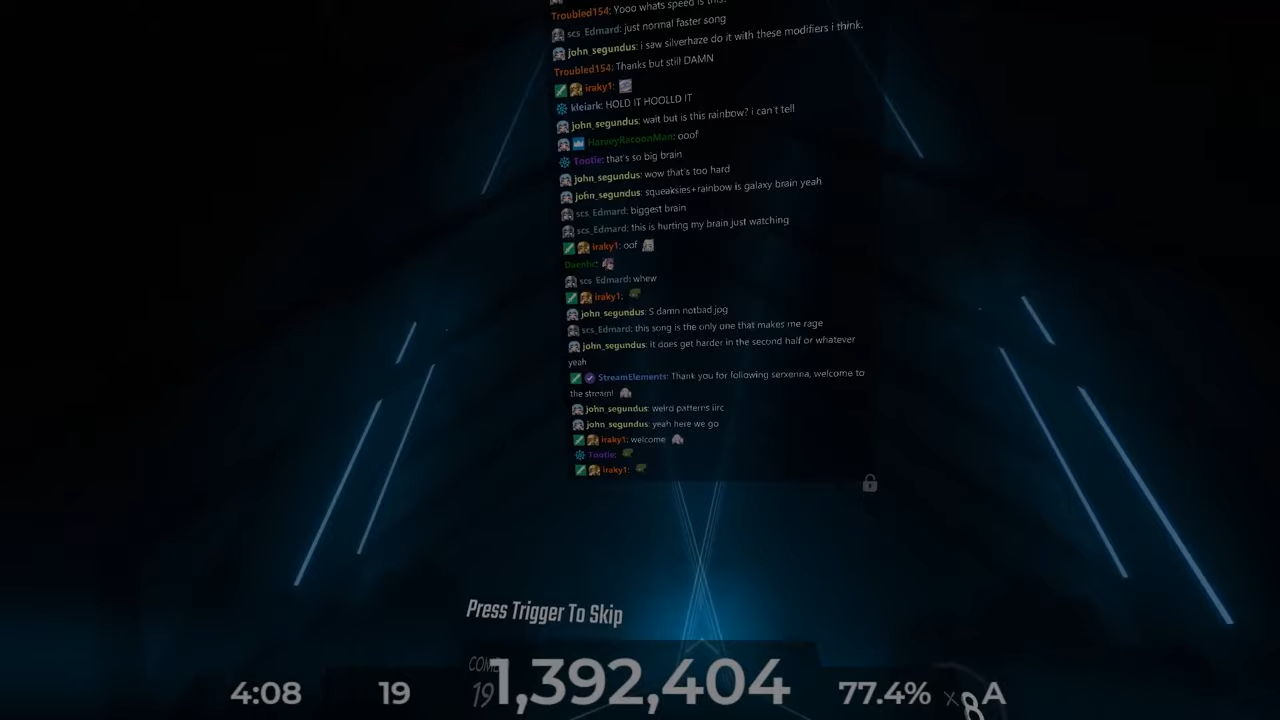 Troubled154: Yooo whats speed is this?
scs_Edmard: just normal faster song
john_segundus: i saw silverhaze do it with these modifiers i think.
Troubled154: Thanks but still DAMN
iraky1:
kleiark: HOLD IT HOOLLD IT
john_segundus: wait but is this rainbow? i can't tell
HarveyRacoonMan: ooof
Tootie: that's so big brain
john_segundus: wow that's too hard
john_segundus: squeaksies+rainbow is galaxy brain yeah
scs_Edmard: biggest brain
scs_Edmard: this is hurting my brain just watching
iraky1: oof
scs_Edmard: whew
iraky1:
john_segundus: S damn notbad.jpg
scs_Edmard: this song is the only one that makes me rage
john_segundus: it does get harder in the second half or whatever
yeah
StreamElements: Thank you for following serxenna, welcome to
the stream!
john_segundus: weird patterns iirc
john_segundus: yeah here we go
iraky1: welcome
Tootie:
iraky1:
Press Trigger To Skip
4:08 19 19 1,392,404 77.4% x8 A